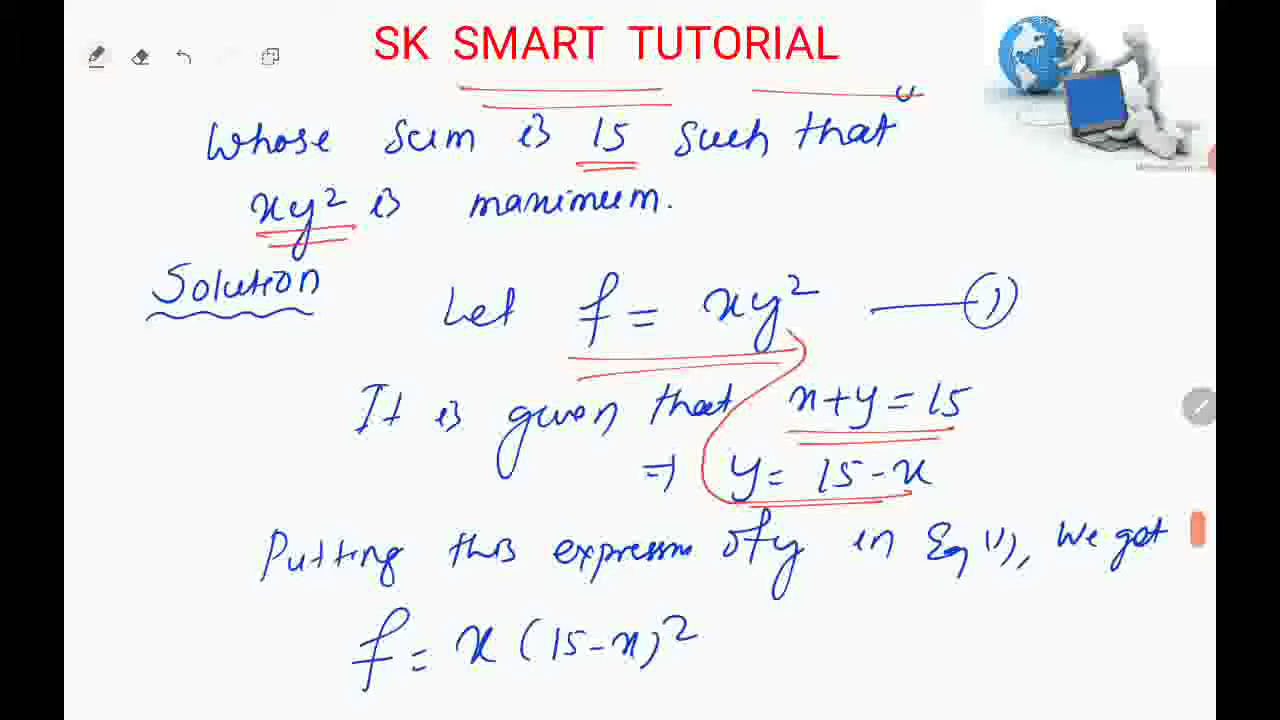 SK SMART TUTORIAL
whose sum is 15 such that
xy² is maximum.
Solution
Let f = xy² —— (1)
It is given that x+y = 15
⇒ y = 15 - x
Putting this expression of y in Eq (1), we get
f = x (15-x)²